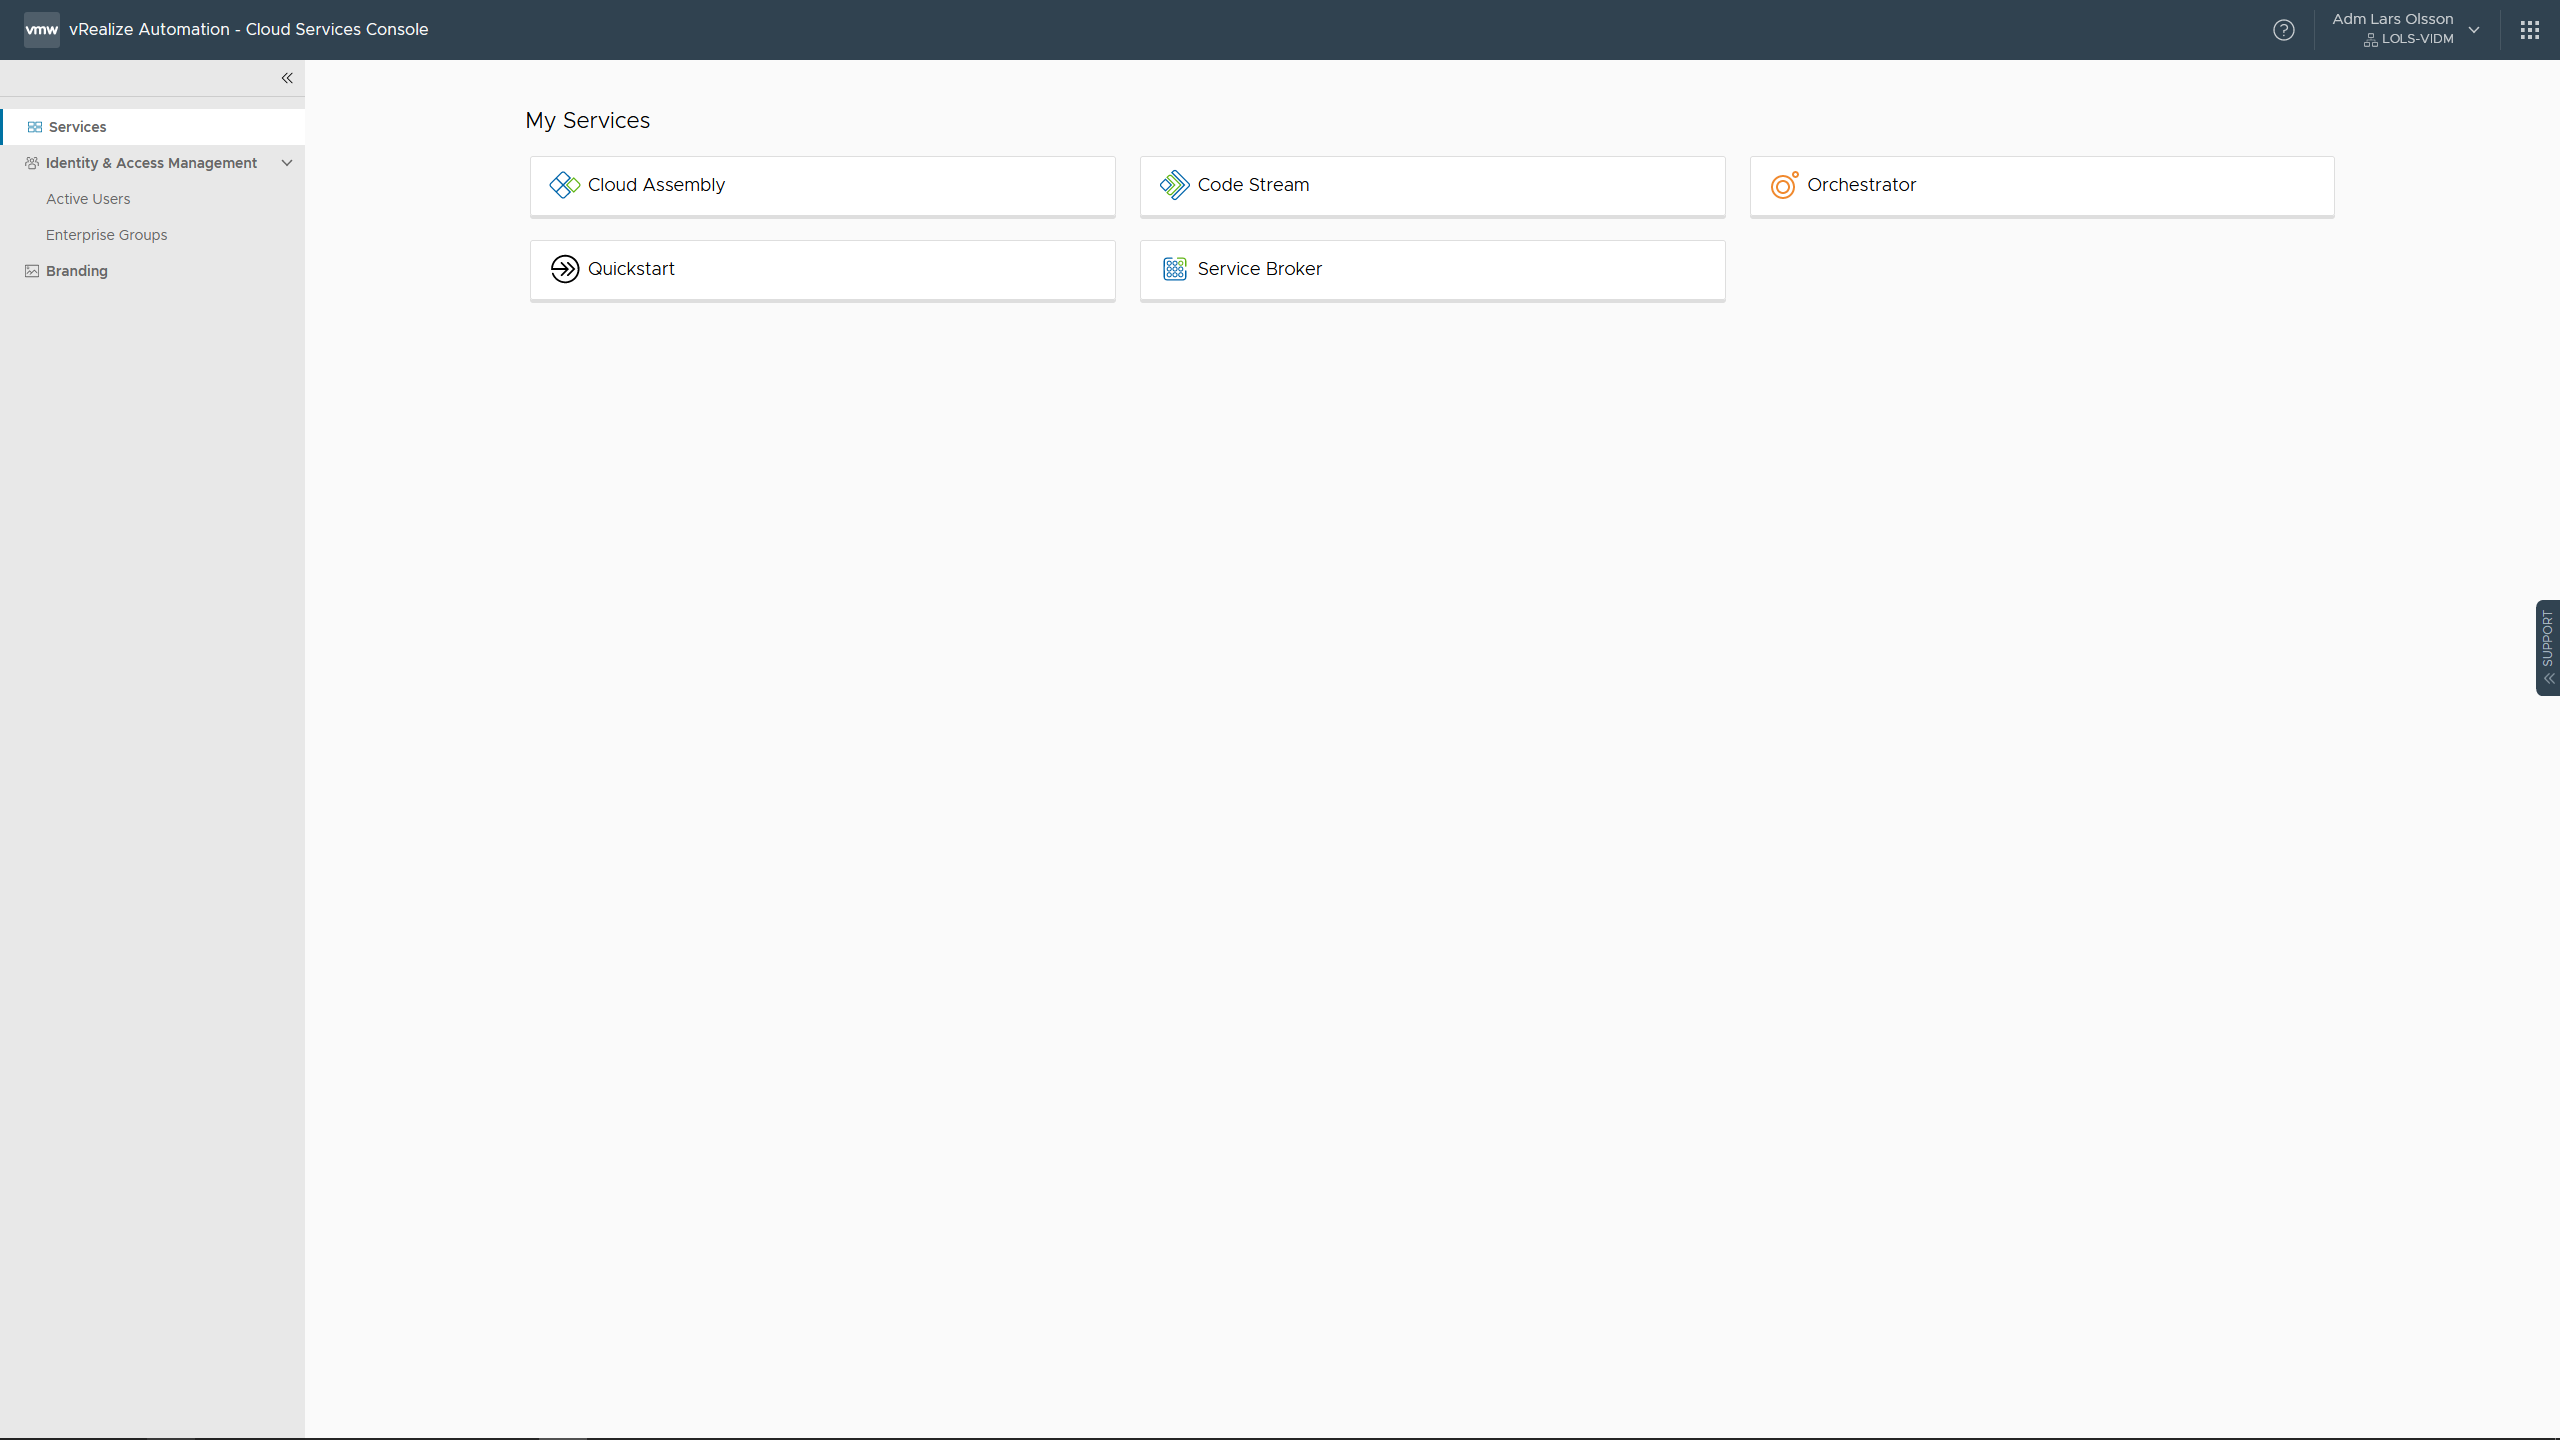 vmw vRealize Automation - Cloud Services Console
Adm Lars Olsson
LOLS-VIDM
Services
Identity & Access Management
Active Users
Enterprise Groups
Branding
My Services
Cloud Assembly
Code Stream
Orchestrator
Quickstart
Service Broker
SUPPORT